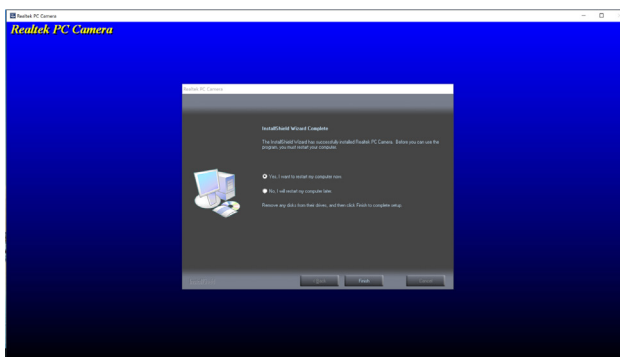 Realtek PC Camera
Realtek PC Camera
Realtek PC Camera
InstallShield Wizard Complete
The InstallShield Wizard has successfully installed Realtek PC Camera. Before you can use the
program, you must restart your computer.
Yes, I want to restart my computer now.
No, I will restart my computer later.
Remove any disks from their drives, and then click Finish to complete setup.
Finish
Cancel